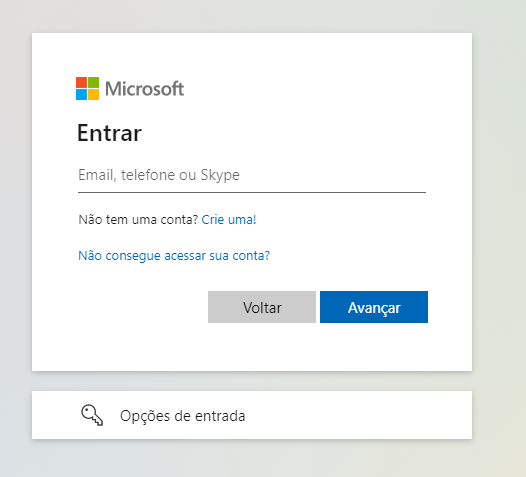 Microsoft
Entrar
Email, telefone ou Skype
Não tem uma conta? Crie uma!
Não consegue acessar sua conta?
Voltar Avançar
Opções de entrada